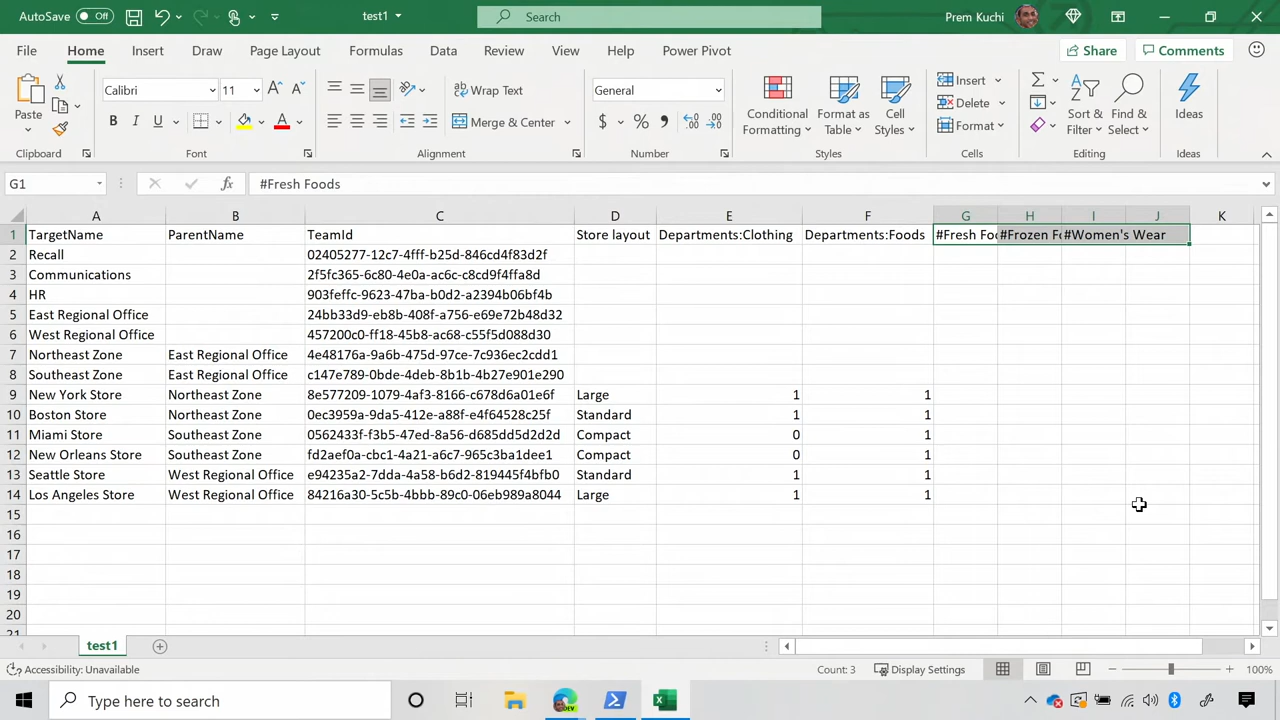 AutoSave Off test1 Search Prem Kuchi
File Home Insert Draw Page Layout Formulas Data Review View Help Power Pivot Share Comments
Paste Calibri 11 Wrap Text General Conditional Formatting Format as Table Cell Styles Insert Sort & Filter Find & Select Ideas
B I U A Merge & Center $ % Delete Format
Clipboard Font Alignment Number Styles Cells Editing Ideas
G1 fx #Fresh Foods
A B C D E F G H I J K
1 TargetName ParentName TeamId Store layout Departments:Clothing Departments:Foods #Fresh Foo #Frozen Fo #Women's Wear
2 Recall 02405277-12c7-4fff-b25d-846cd4f83d2f
3 Communications 2f5fc365-6c80-4e0a-ac6c-c8cd9f4ffa8d
4 HR 903feffc-9623-47ba-b0d2-a2394b06bf4b
5 East Regional Office 24bb33d9-eb8b-408f-a756-e69e72b48d32
6 West Regional Office 457200c0-ff18-45b8-ac68-c55f5d088d30
7 Northeast Zone East Regional Office 4e48176a-9a6b-475d-97ce-7c936ec2cdd1
8 Southeast Zone East Regional Office c147e789-0bde-4deb-8b1b-4b27e901e290
9 New York Store Northeast Zone 8e577209-1079-4af3-8166-c678d6a01e6f Large 1 1
10 Boston Store Northeast Zone 0ec3959a-9da5-412e-a88f-e4f64528c25f Standard 1 1
11 Miami Store Southeast Zone 0562433f-f3b5-47ed-8a56-d685dd5d2d2d Compact 0 1
12 New Orleans Store Southeast Zone fd2aef0a-cbc1-4a21-a6c7-965c3ba1dee1 Compact 0 1
13 Seattle Store West Regional Office e94235a2-7dda-4a58-b6d2-819445f4bfb0 Standard 1 1
14 Los Angeles Store West Regional Office 84216a30-5c5b-4bbb-89c0-06eb989a8044 Large 1 1
15
16
17
18
19
20
21
test1
Accessibility: Unavailable Count: 3 Display Settings 100%
Type here to search DEV